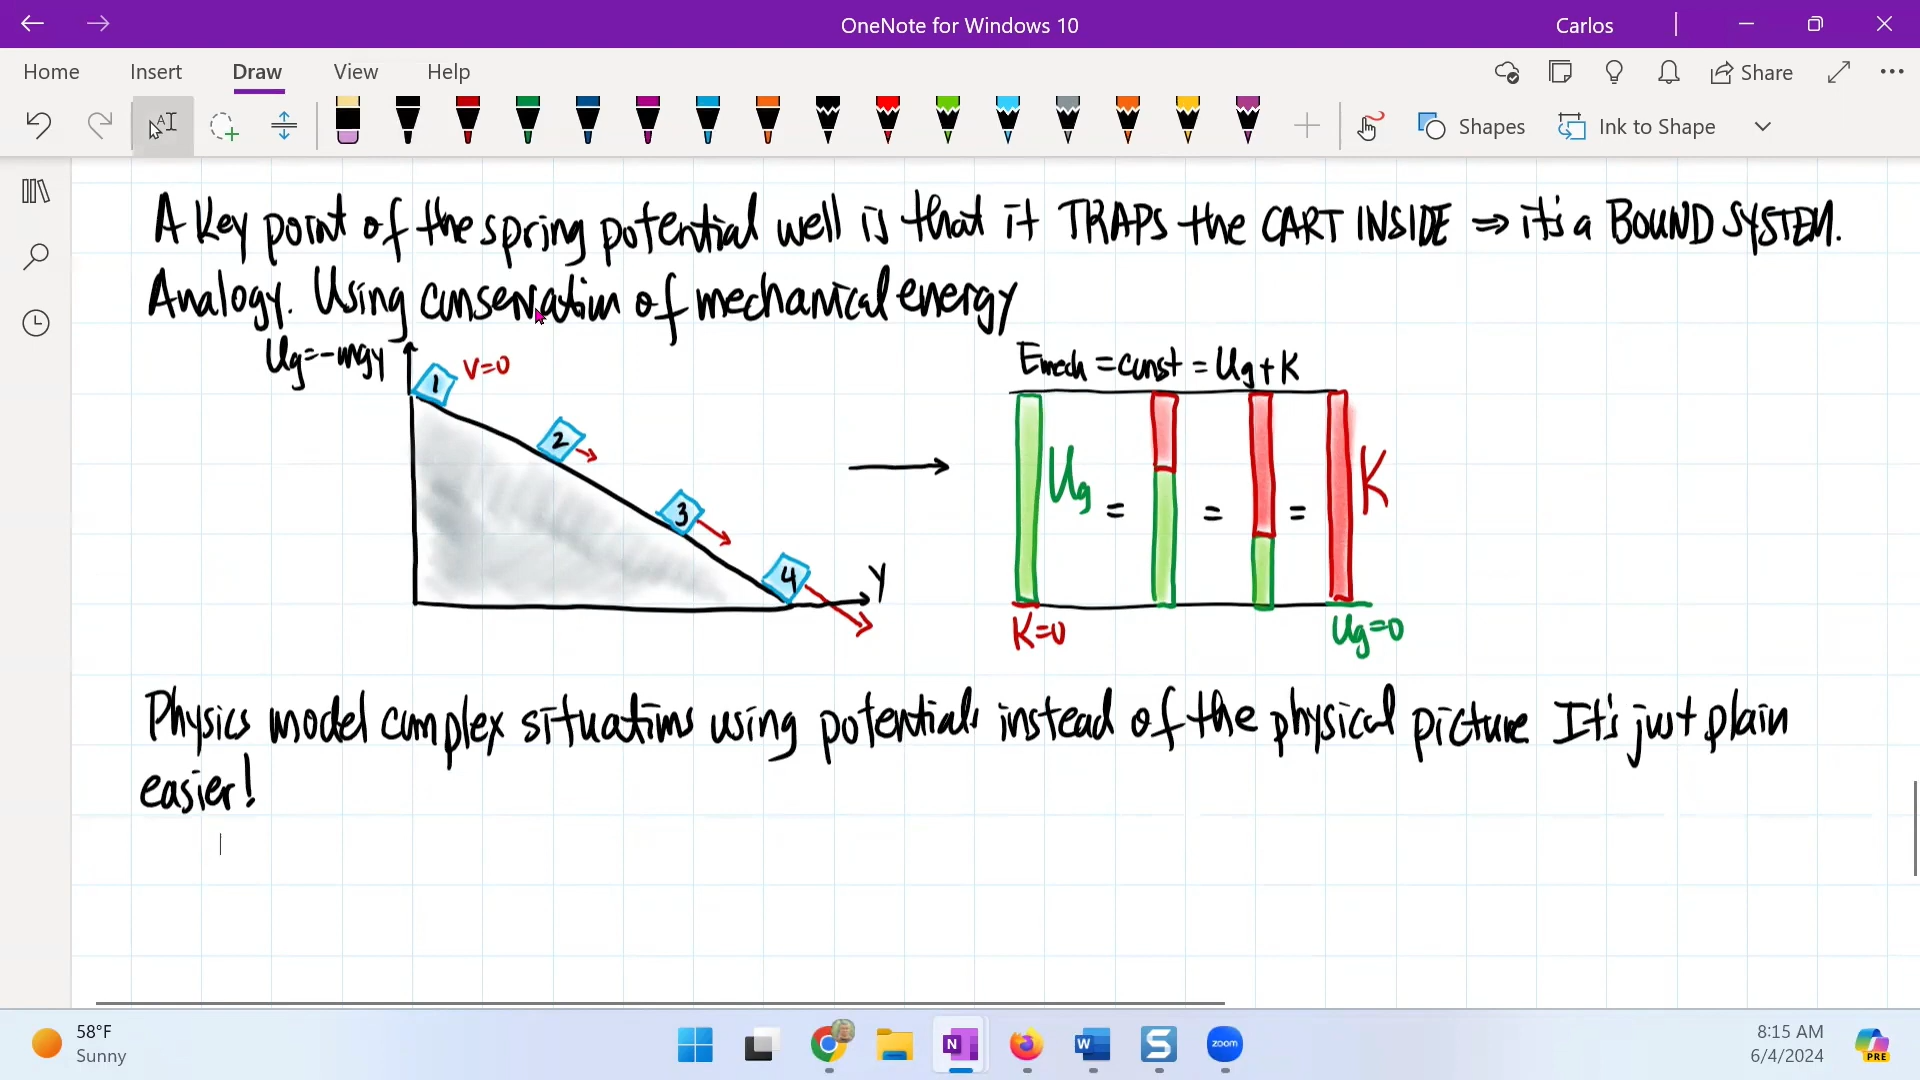 OneNote for Windows 10
Carlos
Home Insert Draw View Help
Share
Shapes
Ink to Shape
A key point of the spring potential well is that it TRAPS the CART INSIDE ⇒ it's a BOUND SYSTEM.
Analogy. Using conservation of mechanical energy
Ug=-mgy
1
V=0
Emech = const = Ug+K
2
3
4
Y
Ug
=
=
=
K
K=0
Ug=0
Physics model complex situations using potentials instead of the physical picture It's just plain
easier!
58°F
Sunny
N
W
S
zoom
8:15 AM
6/4/2024
PRE